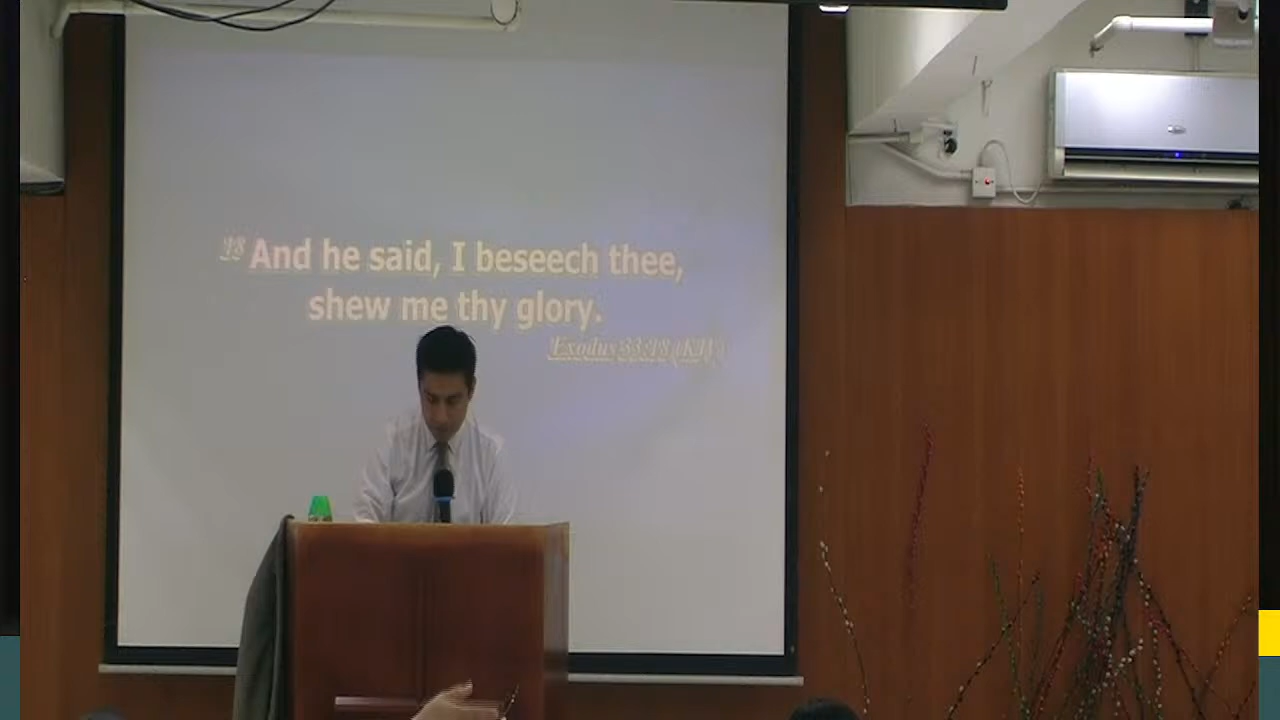 18 And he said, I beseech thee,
shew me thy glory.
Exodus 33:18 (KJV)